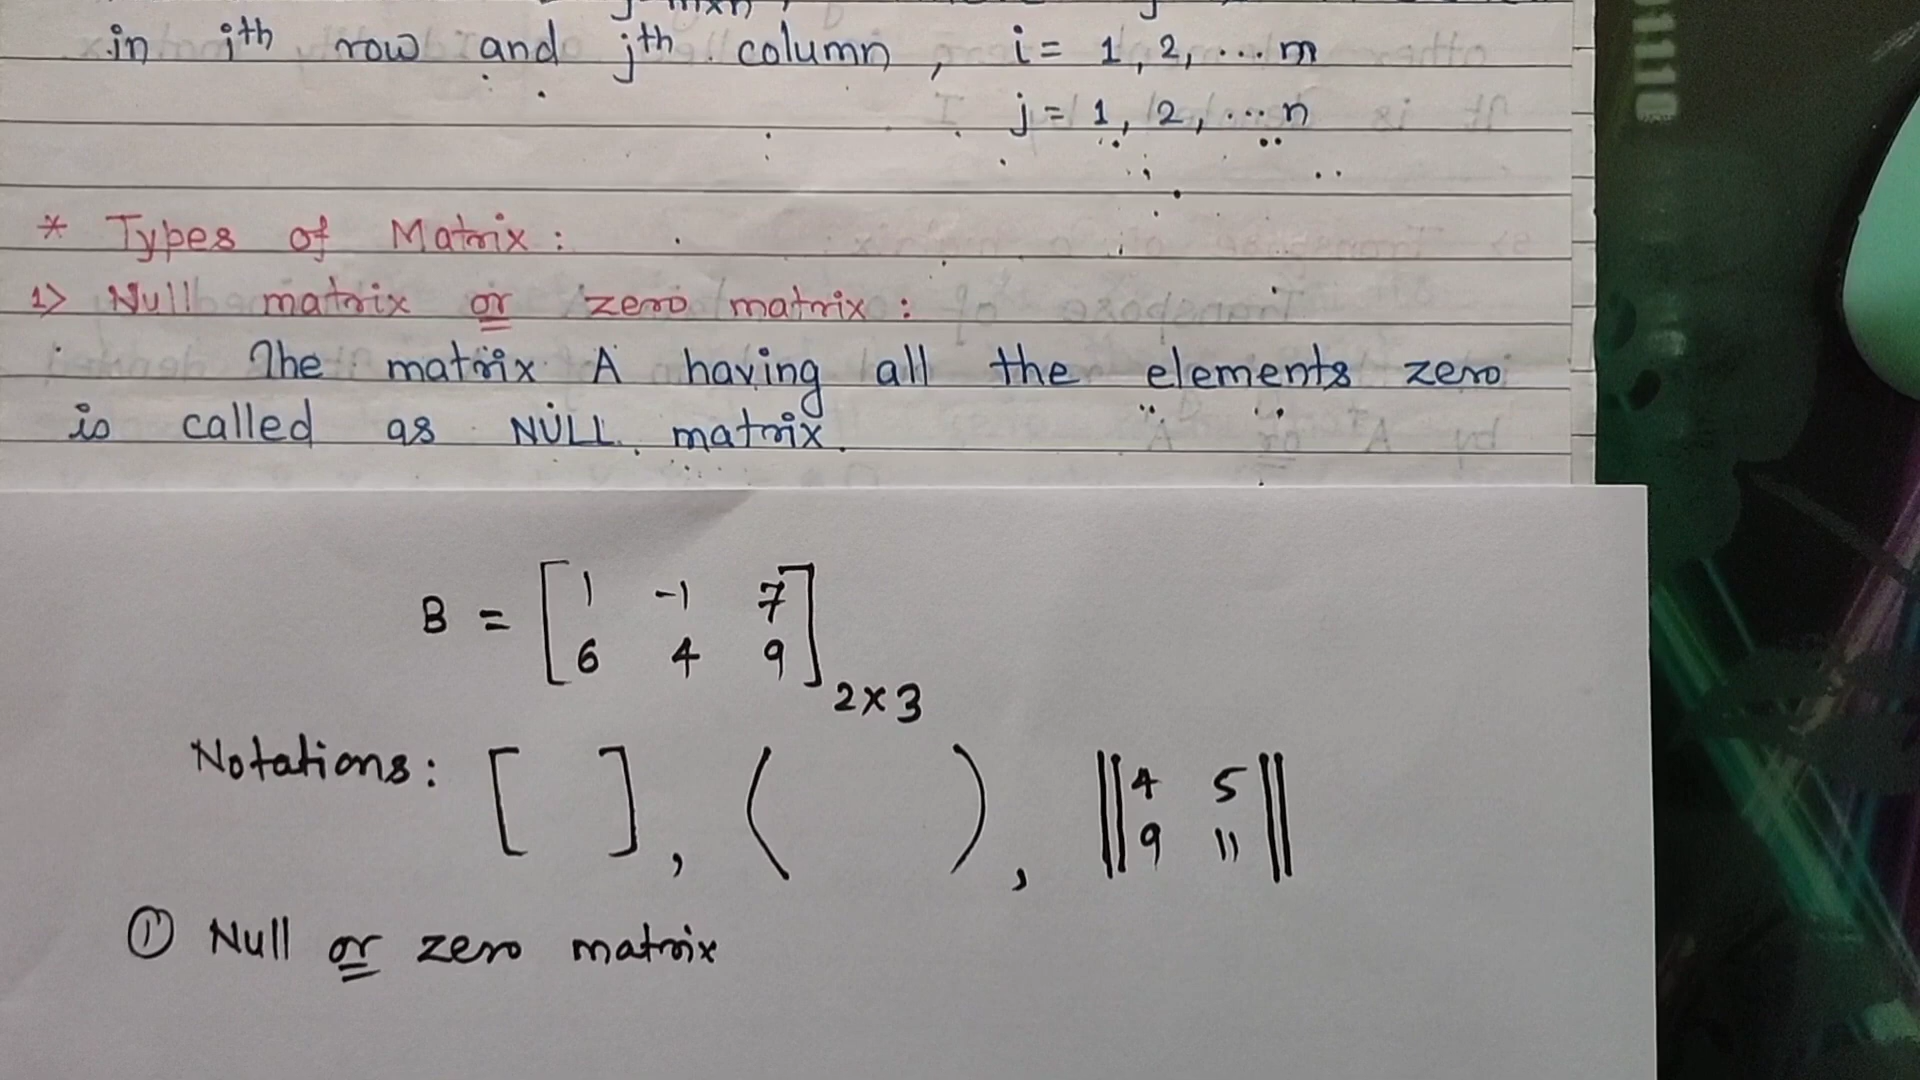 in ith row and jth column, i = 1, 2, ... m
j = 1, 2, ... n
* Types of Matrix :
1> Null matrix or zero matrix :
The matrix A having all the elements zero
is called as NULL matrix.
B = [ 1 -1 7
6 4 9 ] 2×3
Notations : [ ] , ( ) , || 4 5
9 11 ||
① Null or zero matrix